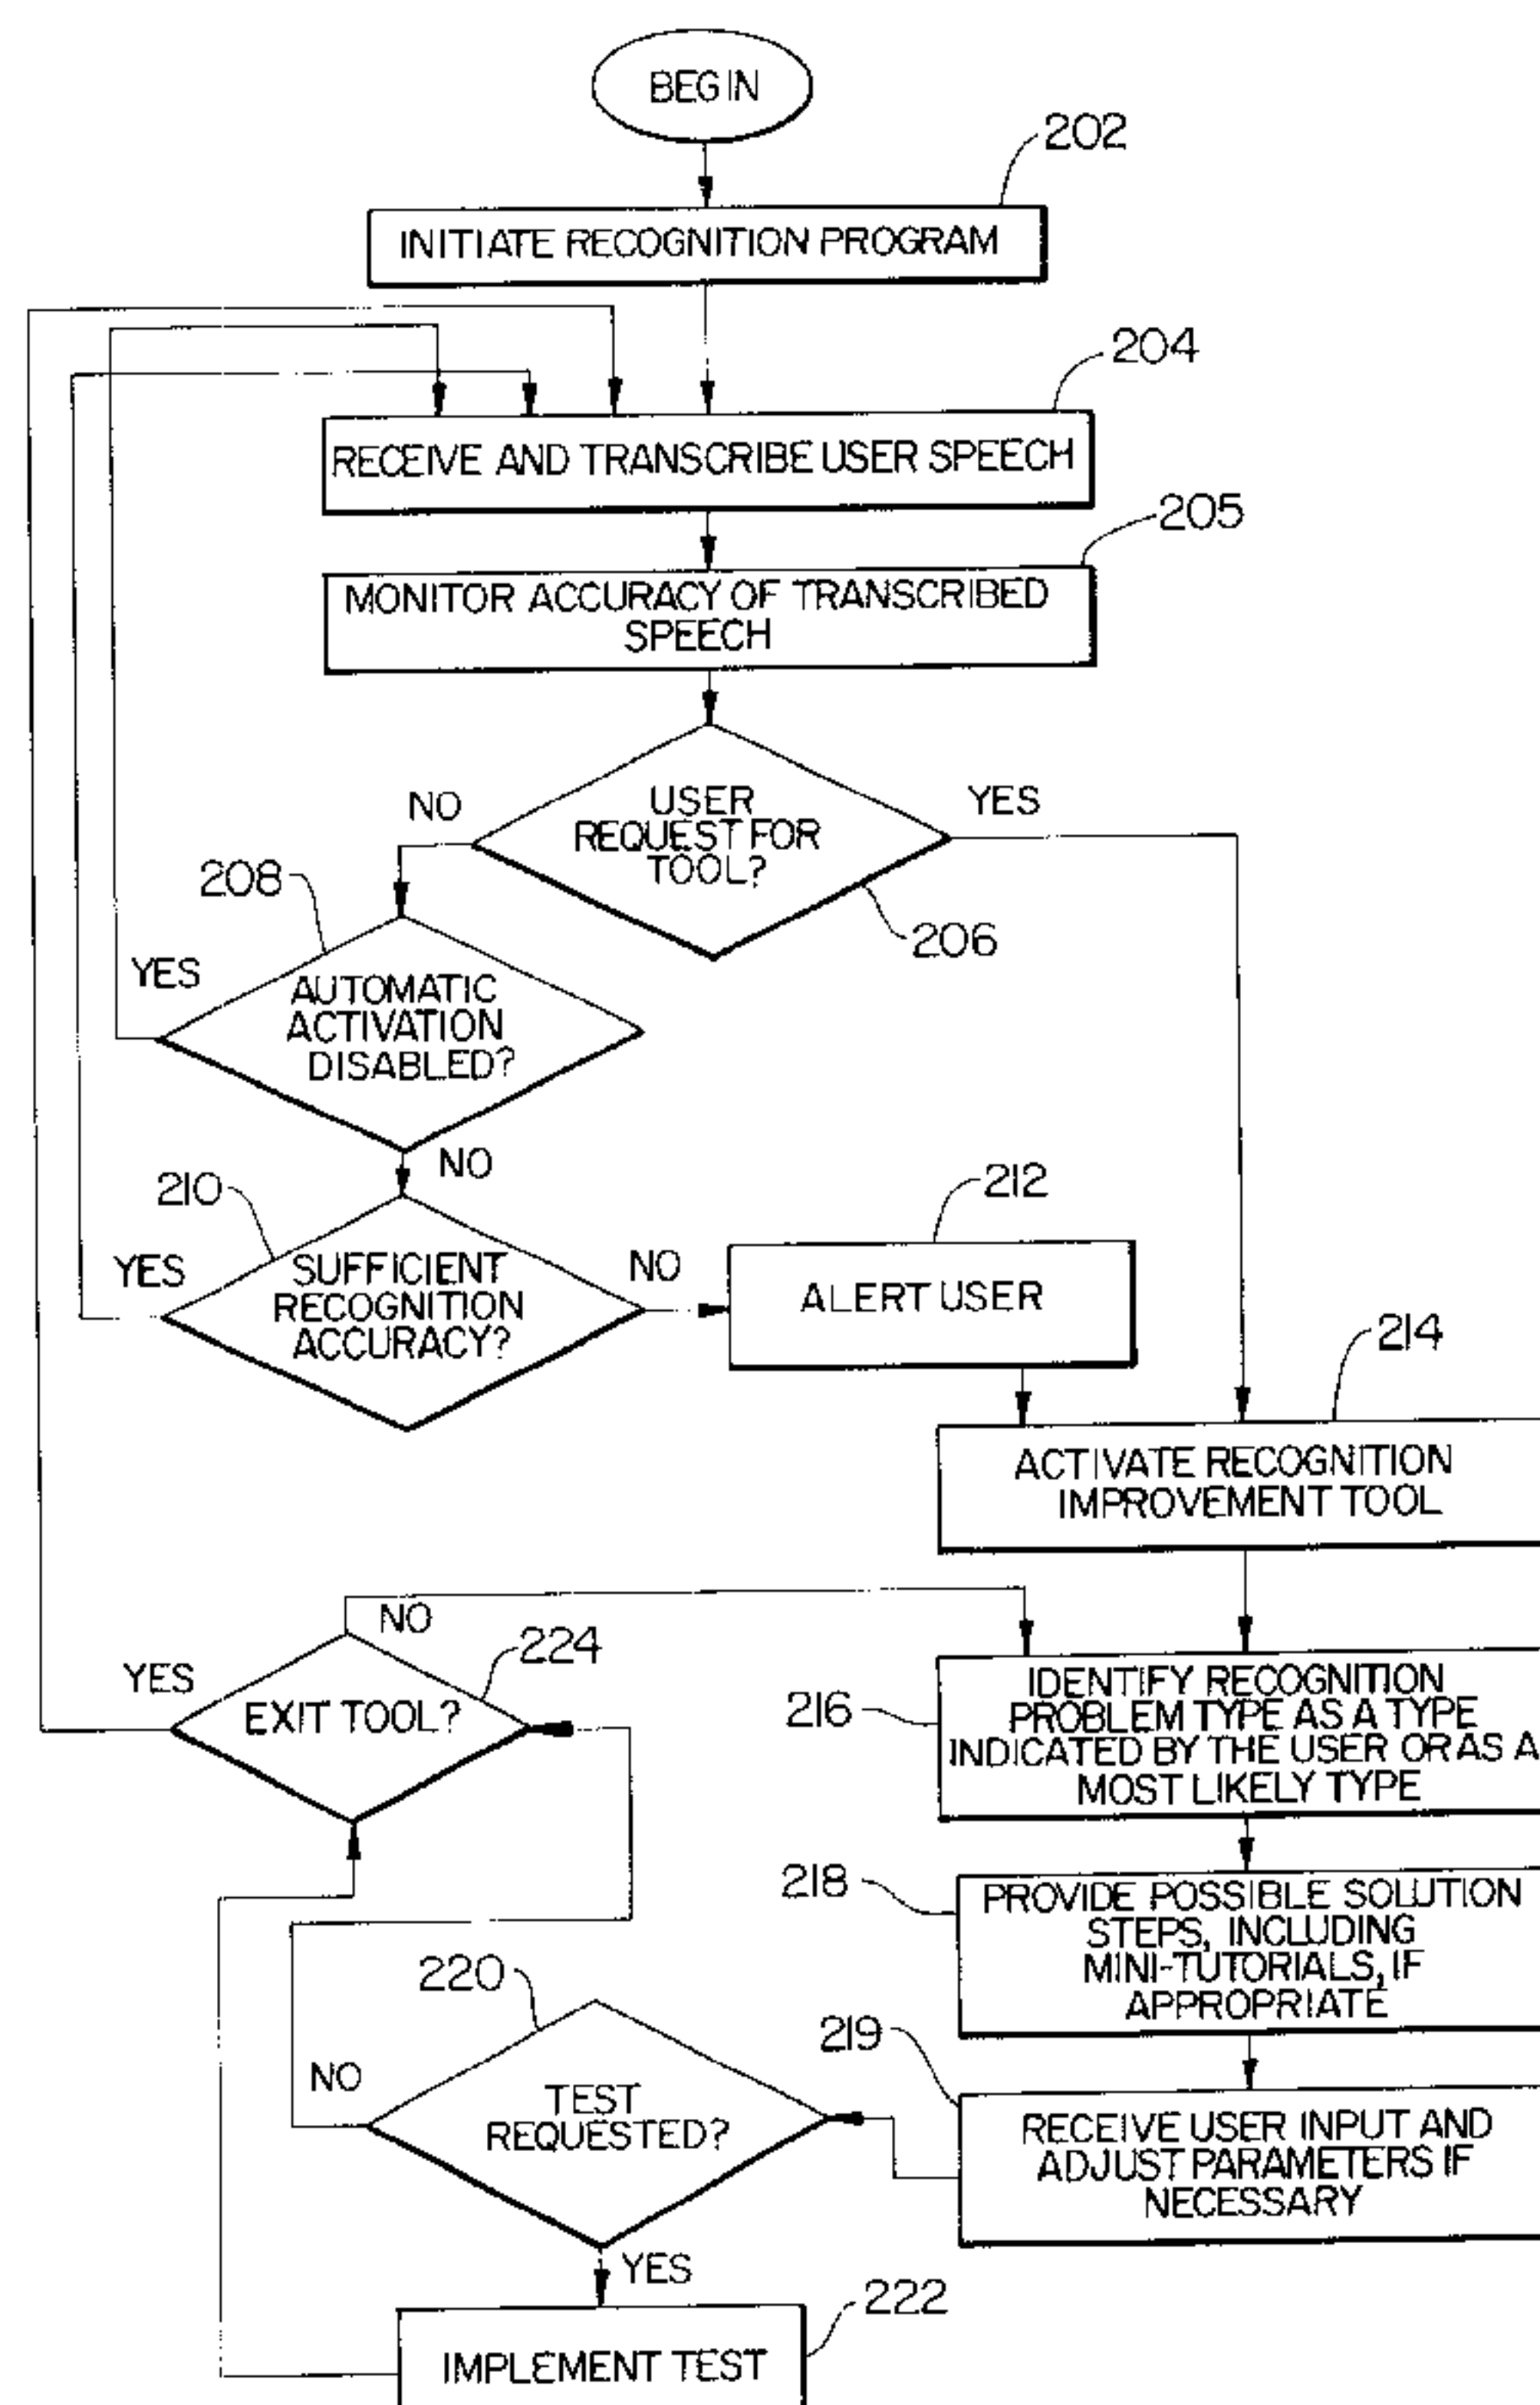 BEGIN
202
INITIATE RECOGNITION PROGRAM
204
RECEIVE AND TRANSCRIBE USER SPEECH
205
MONITOR ACCURACY OF TRANSCRIBED
SPEECH
NO
USER
REQUEST FOR
TOOL?
YES
206
208
YES
AUTOMATIC
ACTIVATION
DISABLED?
NO
210
YES
SUFFICIENT
RECOGNITION
ACCURACY?
NO
212
ALERT USER
214
ACTIVATE RECOGNITION
IMPROVEMENT TOOL
NO
224
YES
EXIT TOOL?
216
IDENTIFY RECOGNITION
PROBLEM TYPE AS A TYPE
INDICATED BY THE USER OR AS A
MOST LIKELY TYPE
218
PROVIDE POSSIBLE SOLUTION
STEPS, INCLUDING
MINI-TUTORIALS, IF
APPROPRIATE
219
RECEIVE USER INPUT AND
ADJUST PARAMETERS IF
NECESSARY
220
NO
TEST
REQUESTED?
YES
222
IMPLEMENT TEST